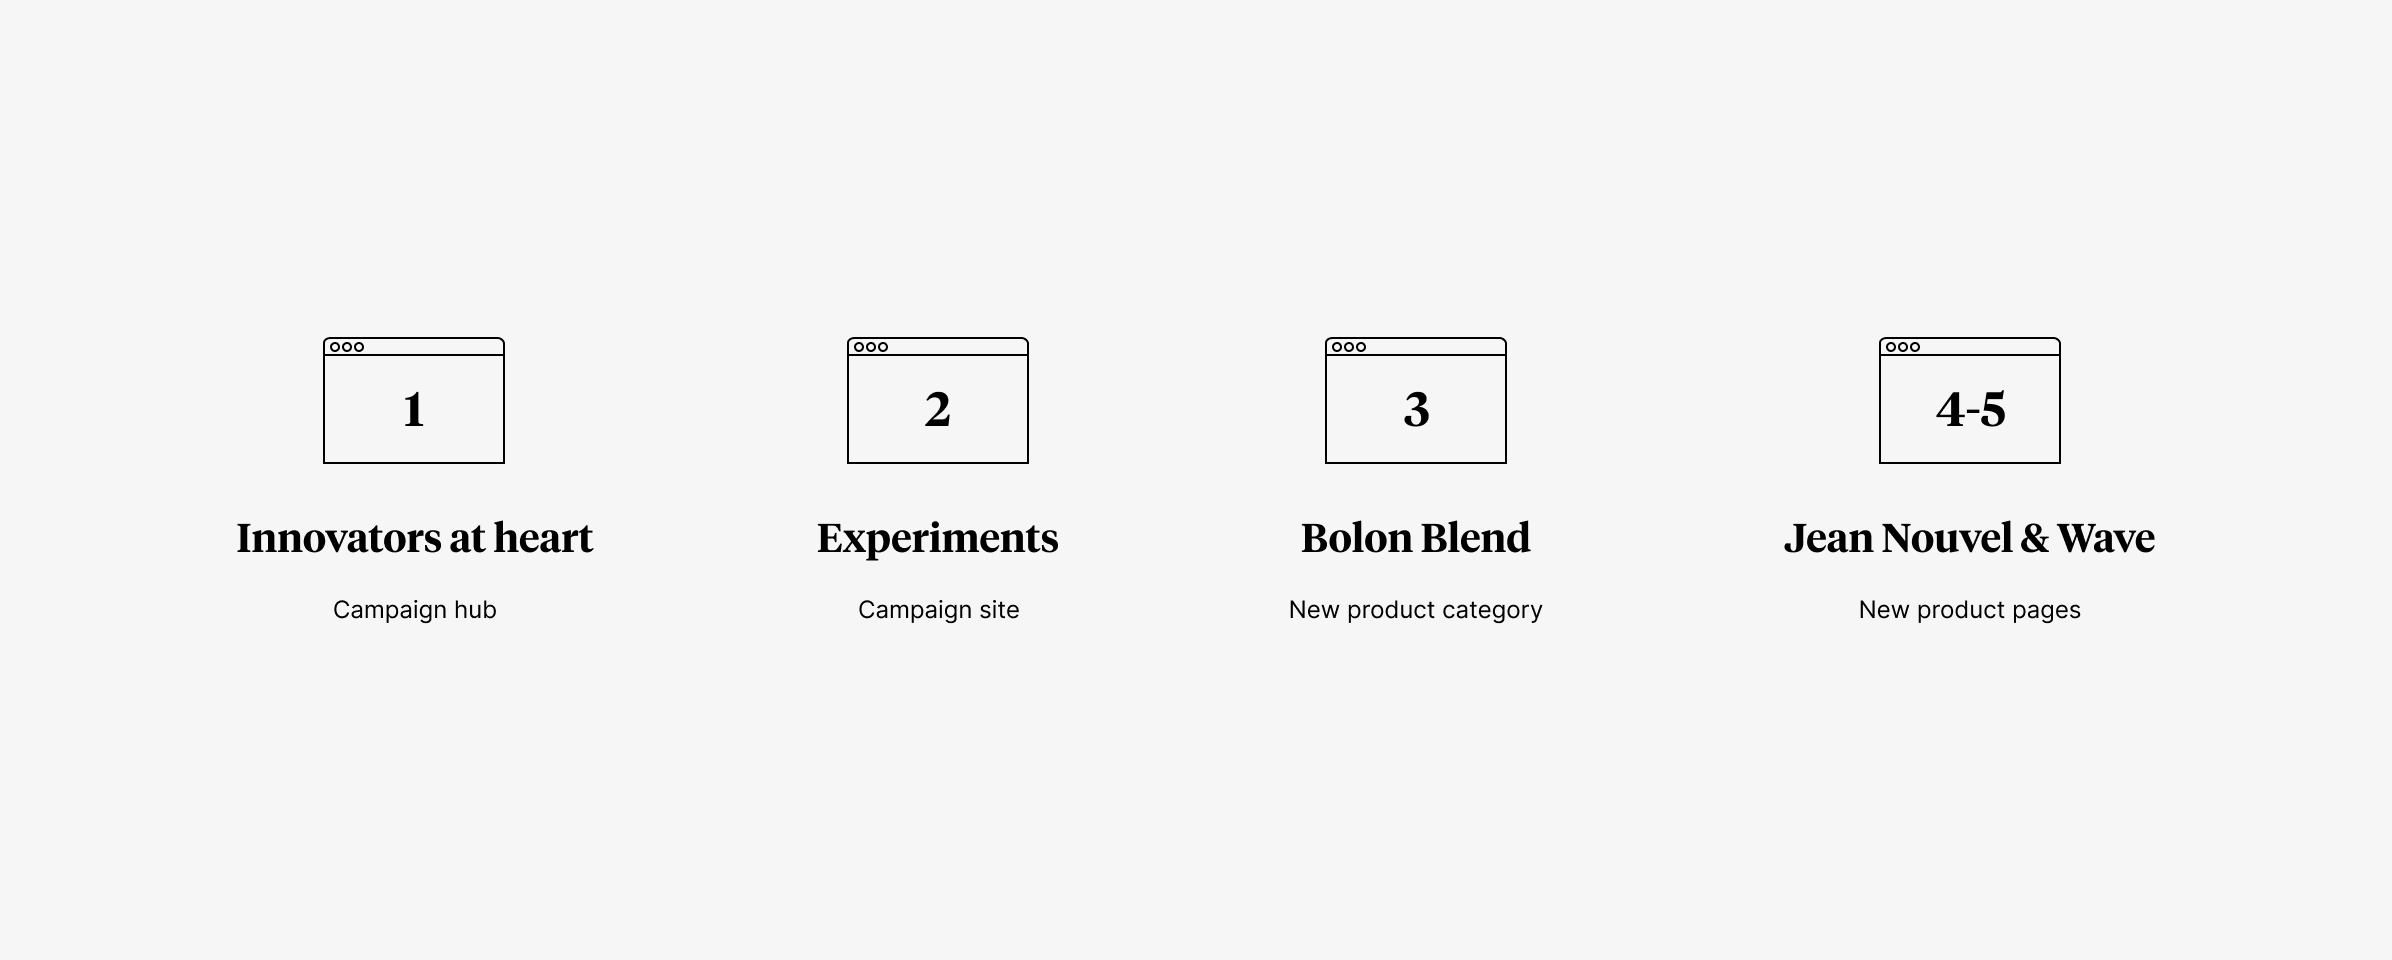 1
2
3
4-5
Innovators at heart
Experiments
Bolon Blend
Jean Nouvel & Wave
Campaign hub
Campaign site
New product category
New product pages